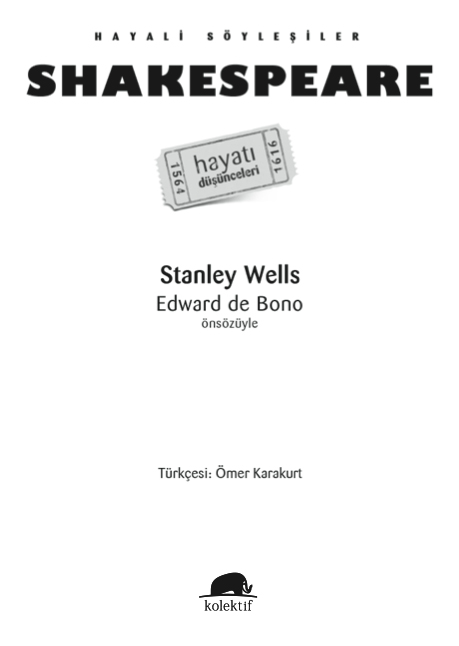 HAYALİ SÖYLEŞİLER
SHAKESPEARE
1564
hayatı
düşünceleri
1616
Stanley Wells
Edward de Bono
önsözüyle
Türkçesi: Ömer Karakurt
kolektif